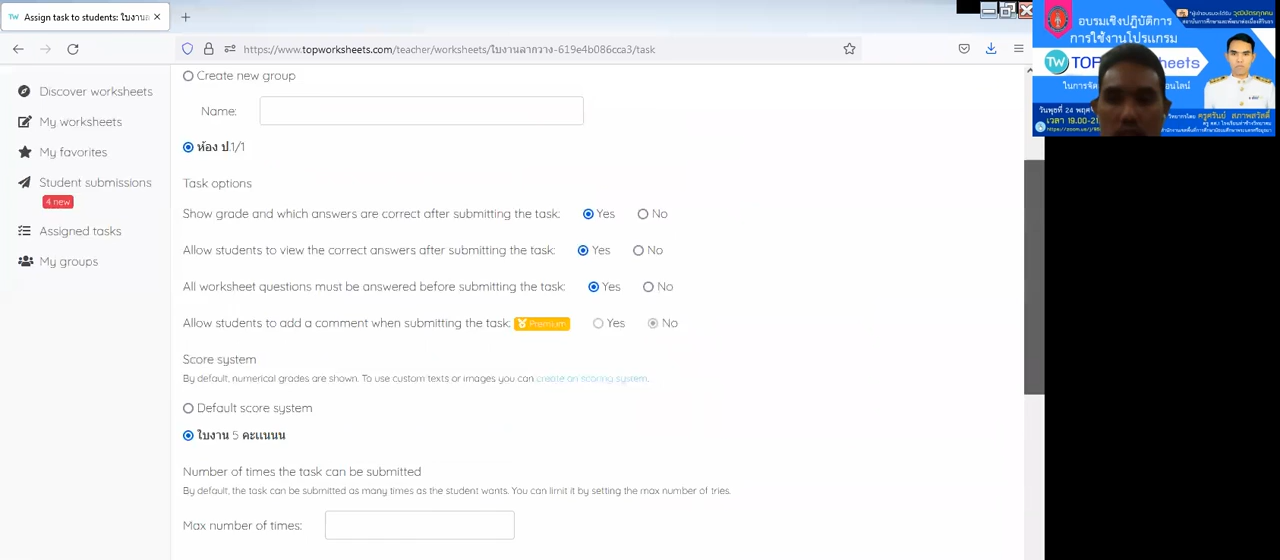 Assign task to students: ใบงานล
https://www.topworksheets.com/teacher/worksheets/ใบงานลากวาง-619e4b086cca3/task
Discover worksheets
My worksheets
My favorites
Student submissions
4 new
Assigned tasks
My groups
Create new group
Name:
ห้อง ป.1/1
Task options
Show grade and which answers are correct after submitting the task: Yes No
Allow students to view the correct answers after submitting the task: Yes No
All worksheet questions must be answered before submitting the task: Yes No
Allow students to add a comment when submitting the task: Premium Yes No
Score system
By default, numerical grades are shown. To use custom texts or images you can create an scoring system.
Default score system
ใบงาน 5 คะแนนน
Number of times the task can be submitted
By default, the task can be submitted as many times as the student wants. You can limit it by setting the max number of tries.
Max number of times:
อบรมเชิงปฏิบัติการ
การใช้งานโปรแกรม
TW TOP sheets